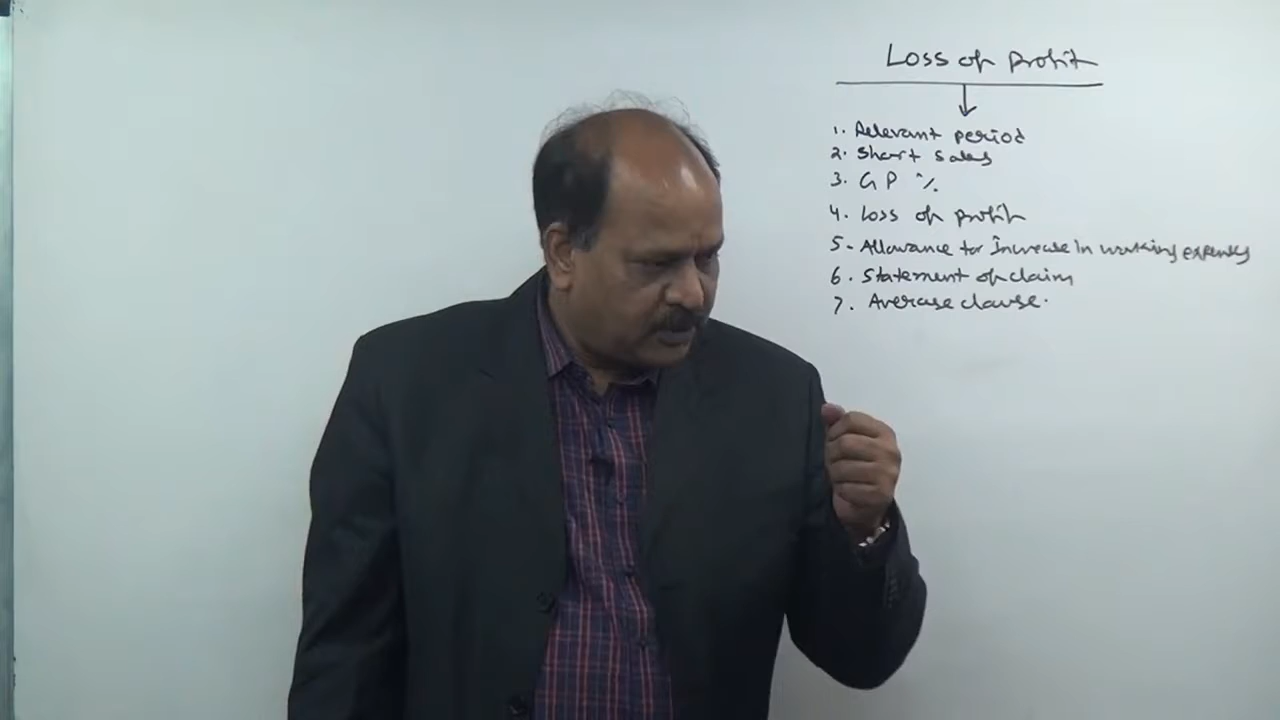 Loss of profit
1. Relevant period
2. Short sales
3. GP %
4. Loss of profit
5. Allowance for Increase In working expenses
6. Statement of claim
7. Average clause.